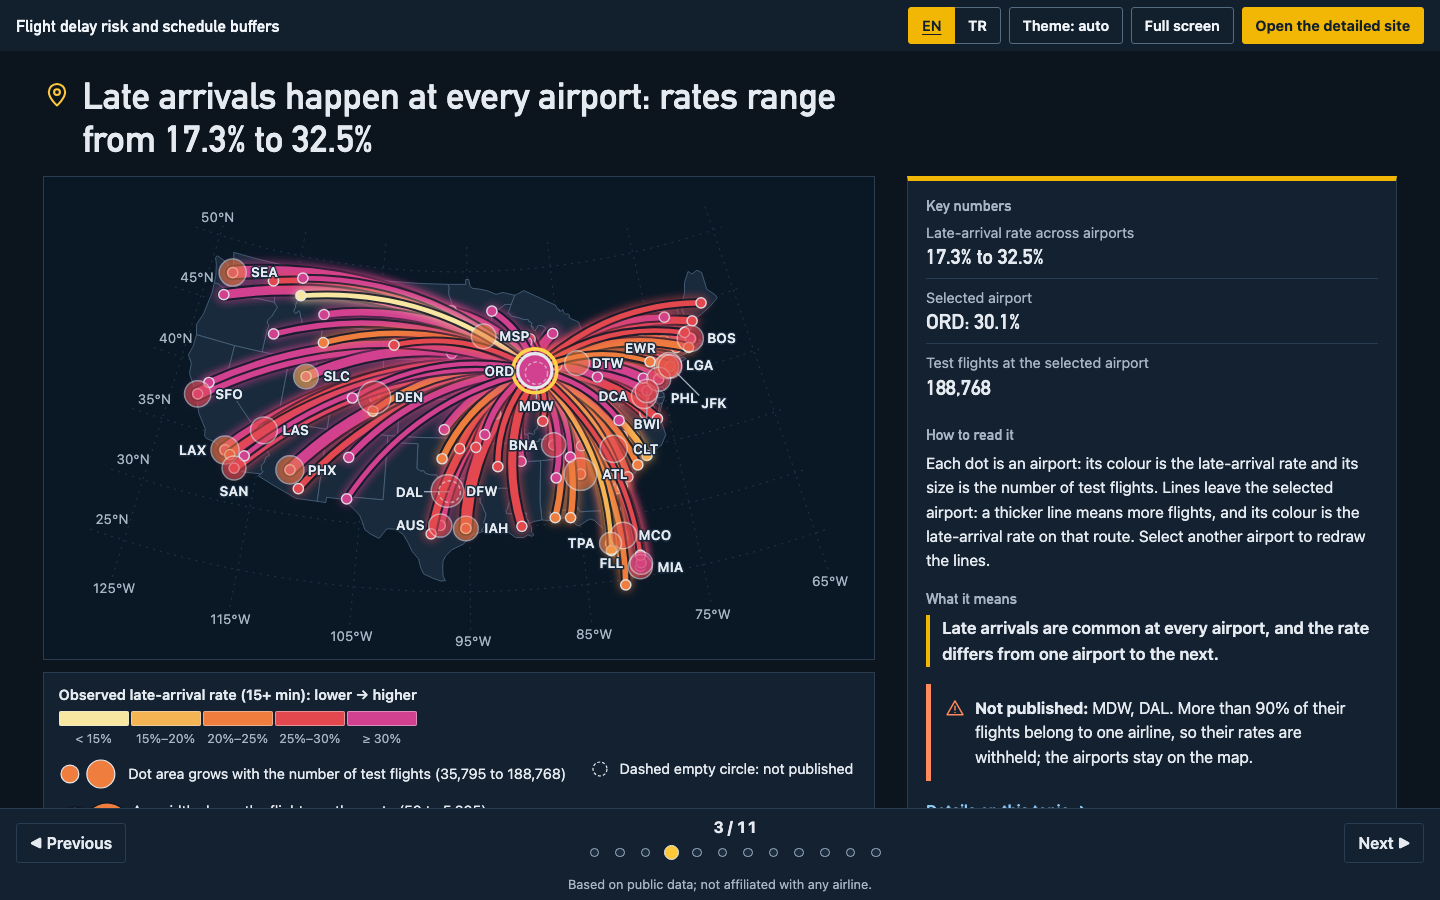 Flight delay risk and schedule buffers
EN
TR
Theme: auto
Full screen
Open the detailed site
Late arrivals happen at every airport: rates range
from 17.3% to 32.5%
50°N
45°N
40°N
35°N
30°N
25°N
125°W
115°W
105°W
95°W
85°W
75°W
65°W
SEA
MSP
ORD
MDW
DTW
EWR
BOS
LGA
JFK
PHL
DCA
BWI
SLC
SFO
DEN
LAS
LAX
SAN
PHX
BNA
CLT
ATL
DAL
DFW
AUS
IAH
TPA
MCO
FLL
MIA
Observed late-arrival rate (15+ min): lower → higher
< 15%
15%–20%
20%–25%
25%–30%
≥ 30%
Dot area grows with the number of test flights (35,795 to 188,768)
Dashed empty circle: not published
Key numbers
Late-arrival rate across airports
17.3% to 32.5%
Selected airport
ORD: 30.1%
Test flights at the selected airport
188,768
How to read it
Each dot is an airport: its colour is the late-arrival rate and its
size is the number of test flights. Lines leave the selected
airport: a thicker line means more flights, and its colour is the
late-arrival rate on that route. Select another airport to redraw
the lines.
What it means
Late arrivals are common at every airport, and the rate
differs from one airport to the next.
Not published: MDW, DAL. More than 90% of their
flights belong to one airline, so their rates are
withheld; the airports stay on the map.
◀ Previous
3 / 11
Next ▶
Based on public data; not affiliated with any airline.